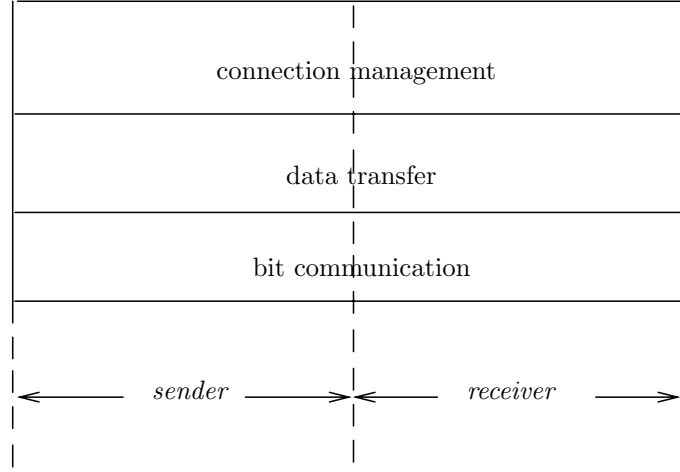 connection management
data transfer
bit communication
sender receiver